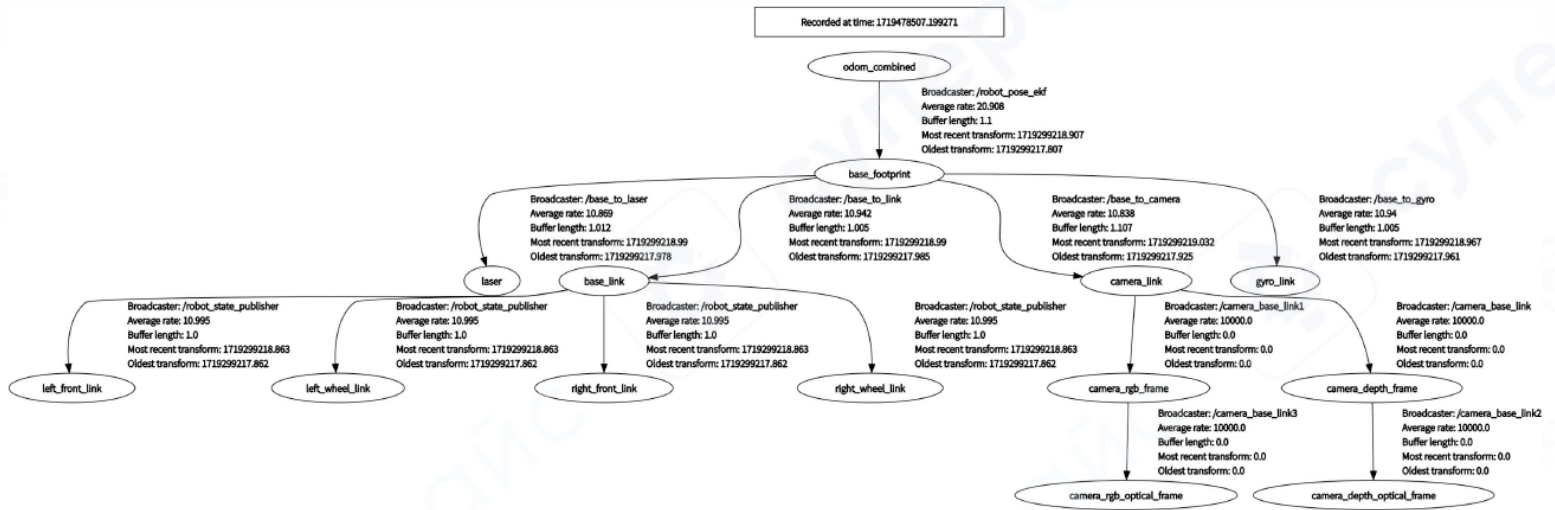 Recorded at time: 1719478507.199271
odom_combined
Broadcaster: /robot_pose_ekf
Average rate: 20.908
Buffer length: 1.1
Most recent transform: 1719299218.907
Oldest transform: 1719299217.807
base_footprint
Broadcaster: /base_to_laser
Average rate: 10.869
Buffer length: 1.012
Most recent transform: 1719299218.99
Oldest transform: 1719299217.978
Broadcaster: /base_to_link
Average rate: 10.942
Buffer length: 1.005
Most recent transform: 1719299218.99
Oldest transform: 1719299217.985
Broadcaster: /base_to_camera
Average rate: 10.838
Buffer length: 1.107
Most recent transform: 1719299219.032
Oldest transform: 1719299217.925
Broadcaster: /base_to_gyro
Average rate: 10.94
Buffer length: 1.005
Most recent transform: 1719299218.967
Oldest transform: 1719299217.961
laser
base_link
camera_link
gyro_link
Broadcaster: /robot_state_publisher
Average rate: 10.995
Buffer length: 1.0
Most recent transform: 1719299218.863
Oldest transform: 1719299217.862
Broadcaster: /robot_state_publisher
Average rate: 10.995
Buffer length: 1.0
Most recent transform: 1719299218.863
Oldest transform: 1719299217.862
Broadcaster: /robot_state_publisher
Average rate: 10.995
Buffer length: 1.0
Most recent transform: 1719299218.863
Oldest transform: 1719299217.862
Broadcaster: /robot_state_publisher
Average rate: 10.995
Buffer length: 1.0
Most recent transform: 1719299218.863
Oldest transform: 1719299217.862
Broadcaster: /camera_base_link1
Average rate: 10000.0
Buffer length: 0.0
Most recent transform: 0.0
Oldest transform: 0.0
Broadcaster: /camera_base_link
Average rate: 10000.0
Buffer length: 0.0
Most recent transform: 0.0
Oldest transform: 0.0
left_front_link
left_wheel_link
right_front_link
right_wheel_link
camera_rgb_frame
camera_depth_frame
Broadcaster: /camera_base_link3
Average rate: 10000.0
Buffer length: 0.0
Most recent transform: 0.0
Oldest transform: 0.0
Broadcaster: /camera_base_link2
Average rate: 10000.0
Buffer length: 0.0
Most recent transform: 0.0
Oldest transform: 0.0
camera_rgb_optical_frame
camera_depth_optical_frame